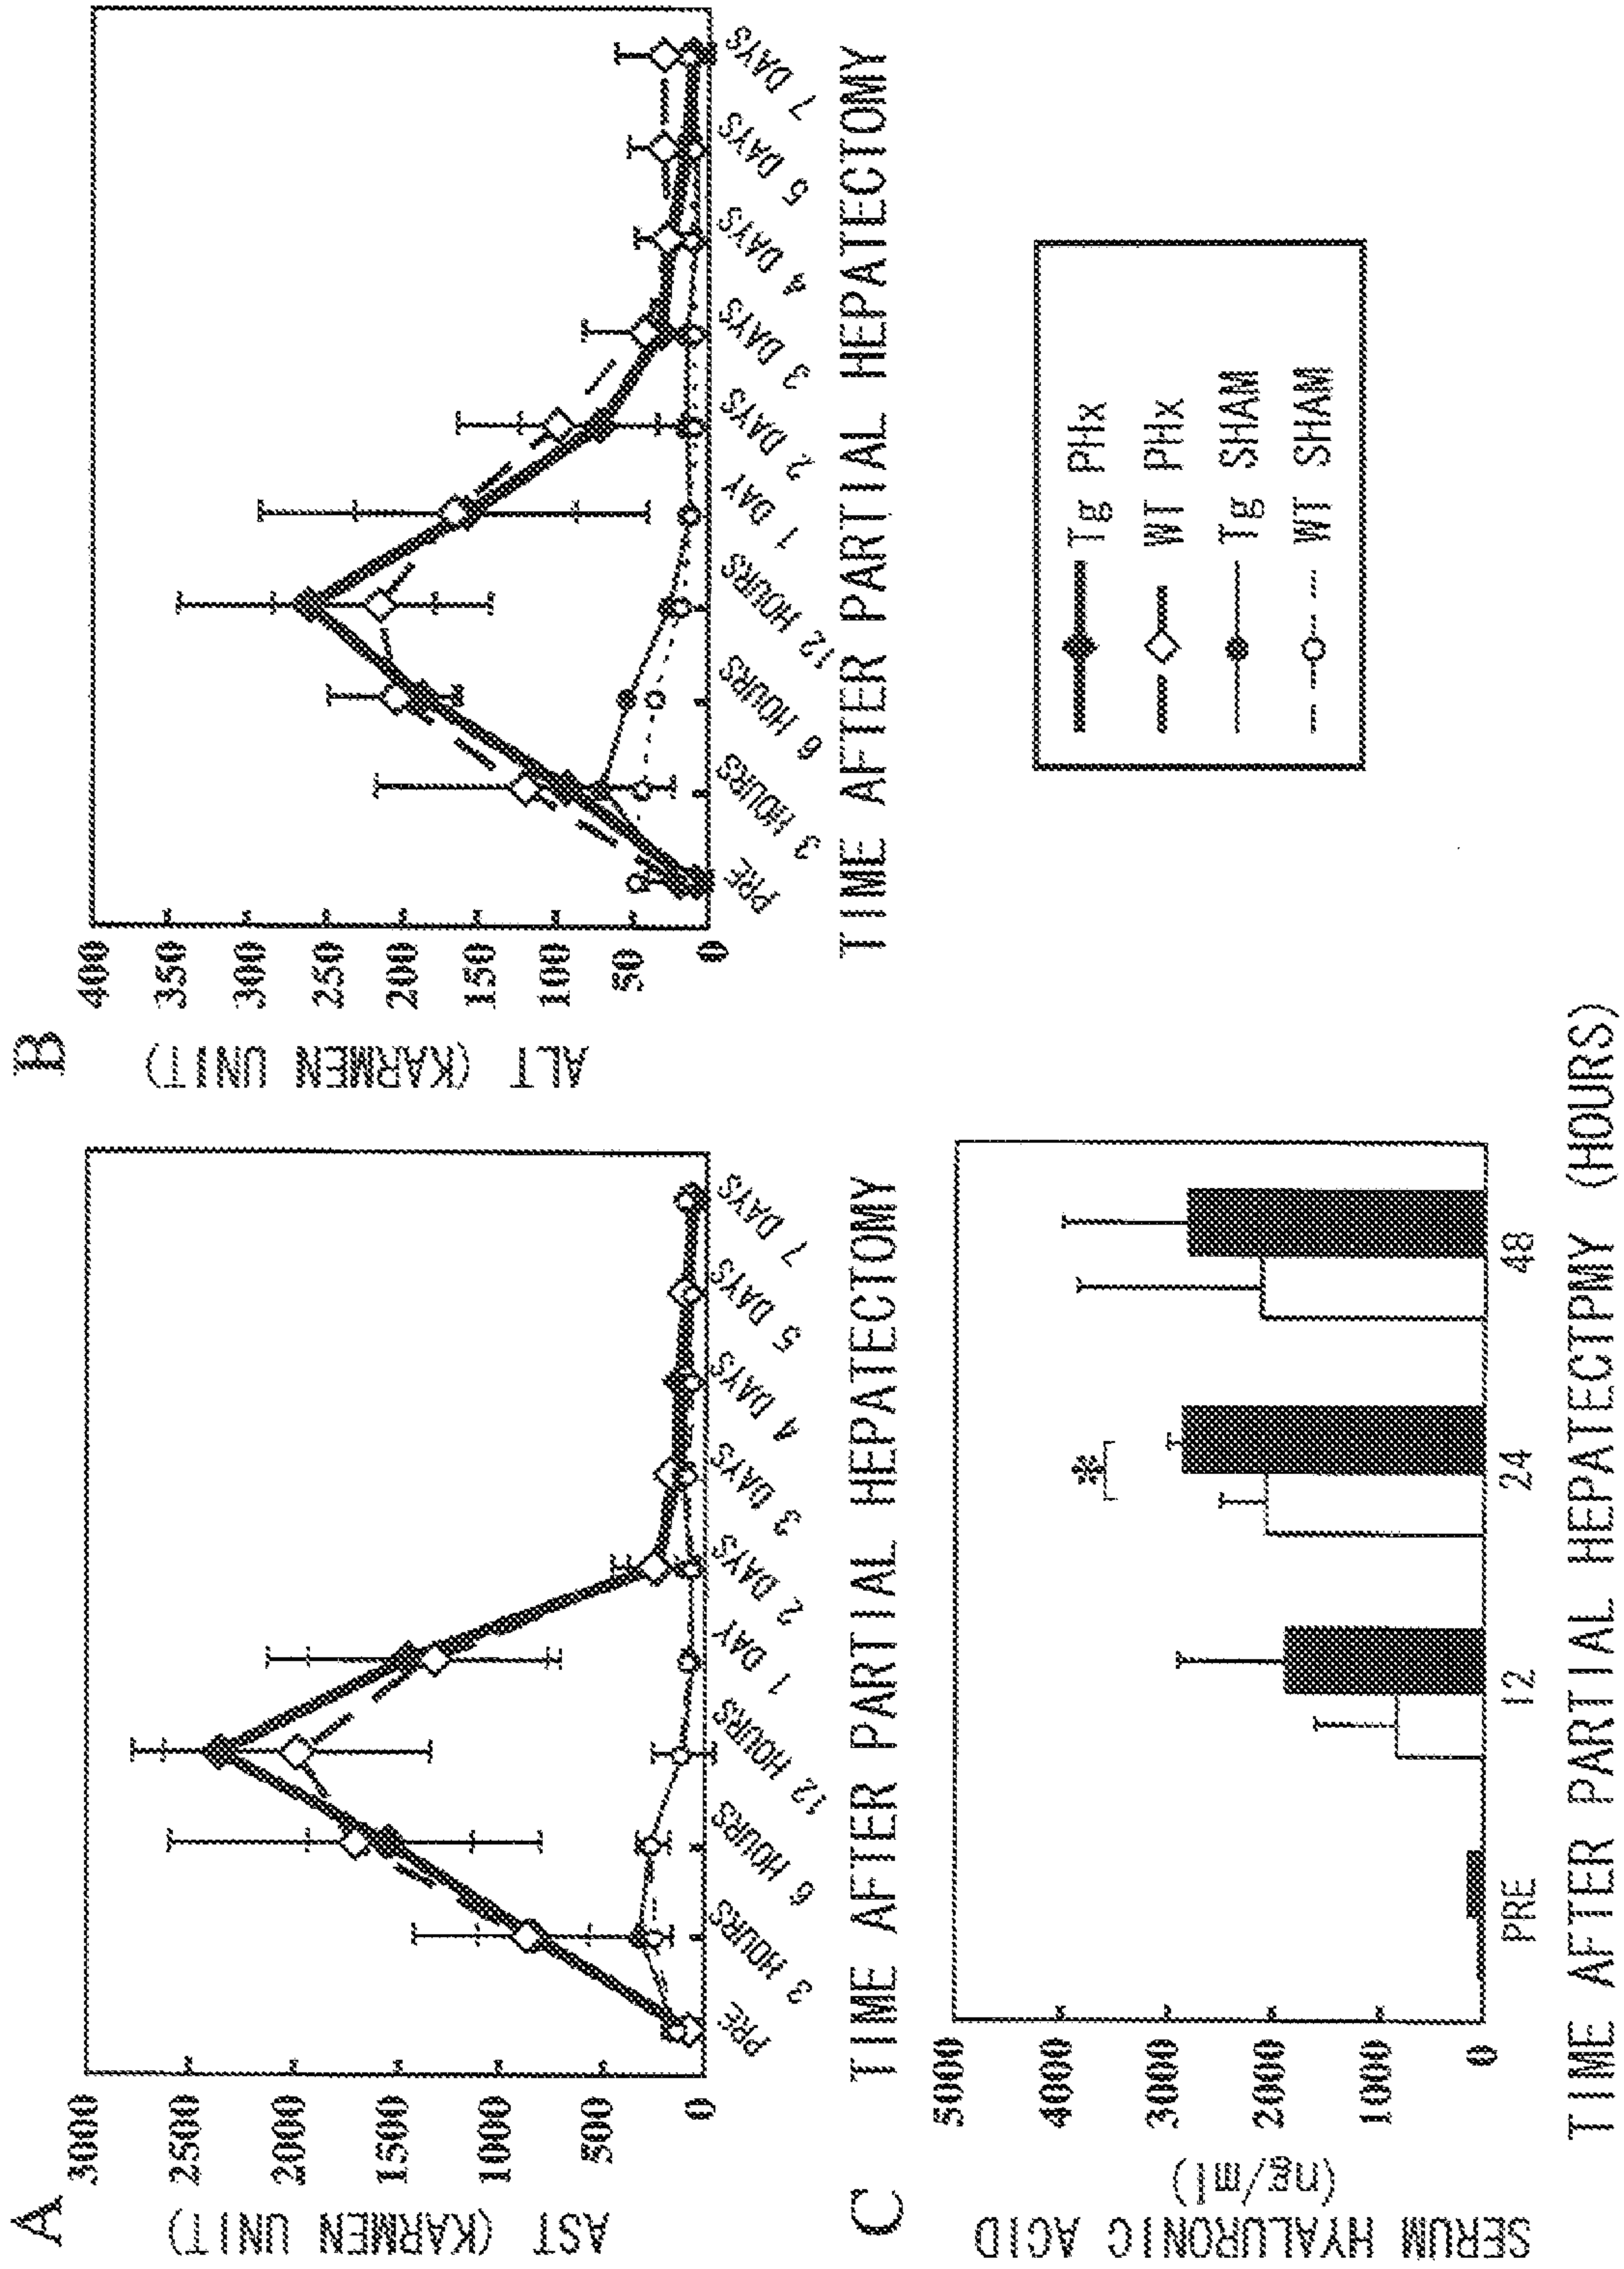 A
AST (KARMEN UNIT)
3000
2500
2000
1500
1000
500
0
PRE
3 HOURS
6 HOURS
12 HOURS
1 DAY
2 DAYS
3 DAYS
4 DAYS
5 DAYS
7 DAYS
TIME AFTER PARTIAL HEPATECTOMY
B
ALT (KARMEN UNIT)
400
350
300
250
200
150
100
50
0
PRE
3 HOURS
6 HOURS
12 HOURS
1 DAY
2 DAYS
3 DAYS
4 DAYS
5 DAYS
7 DAYS
TIME AFTER PARTIAL HEPATECTOMY
C
SERUM HYALURONIC ACID
(ng/ml)
5000
4000
3000
2000
1000
0
*
PRE
12
24
48
TIME AFTER PARTIAL HEPATECTPMY (HOURS)
Tg PHx
WT PHx
Tg SHAM
WT SHAM